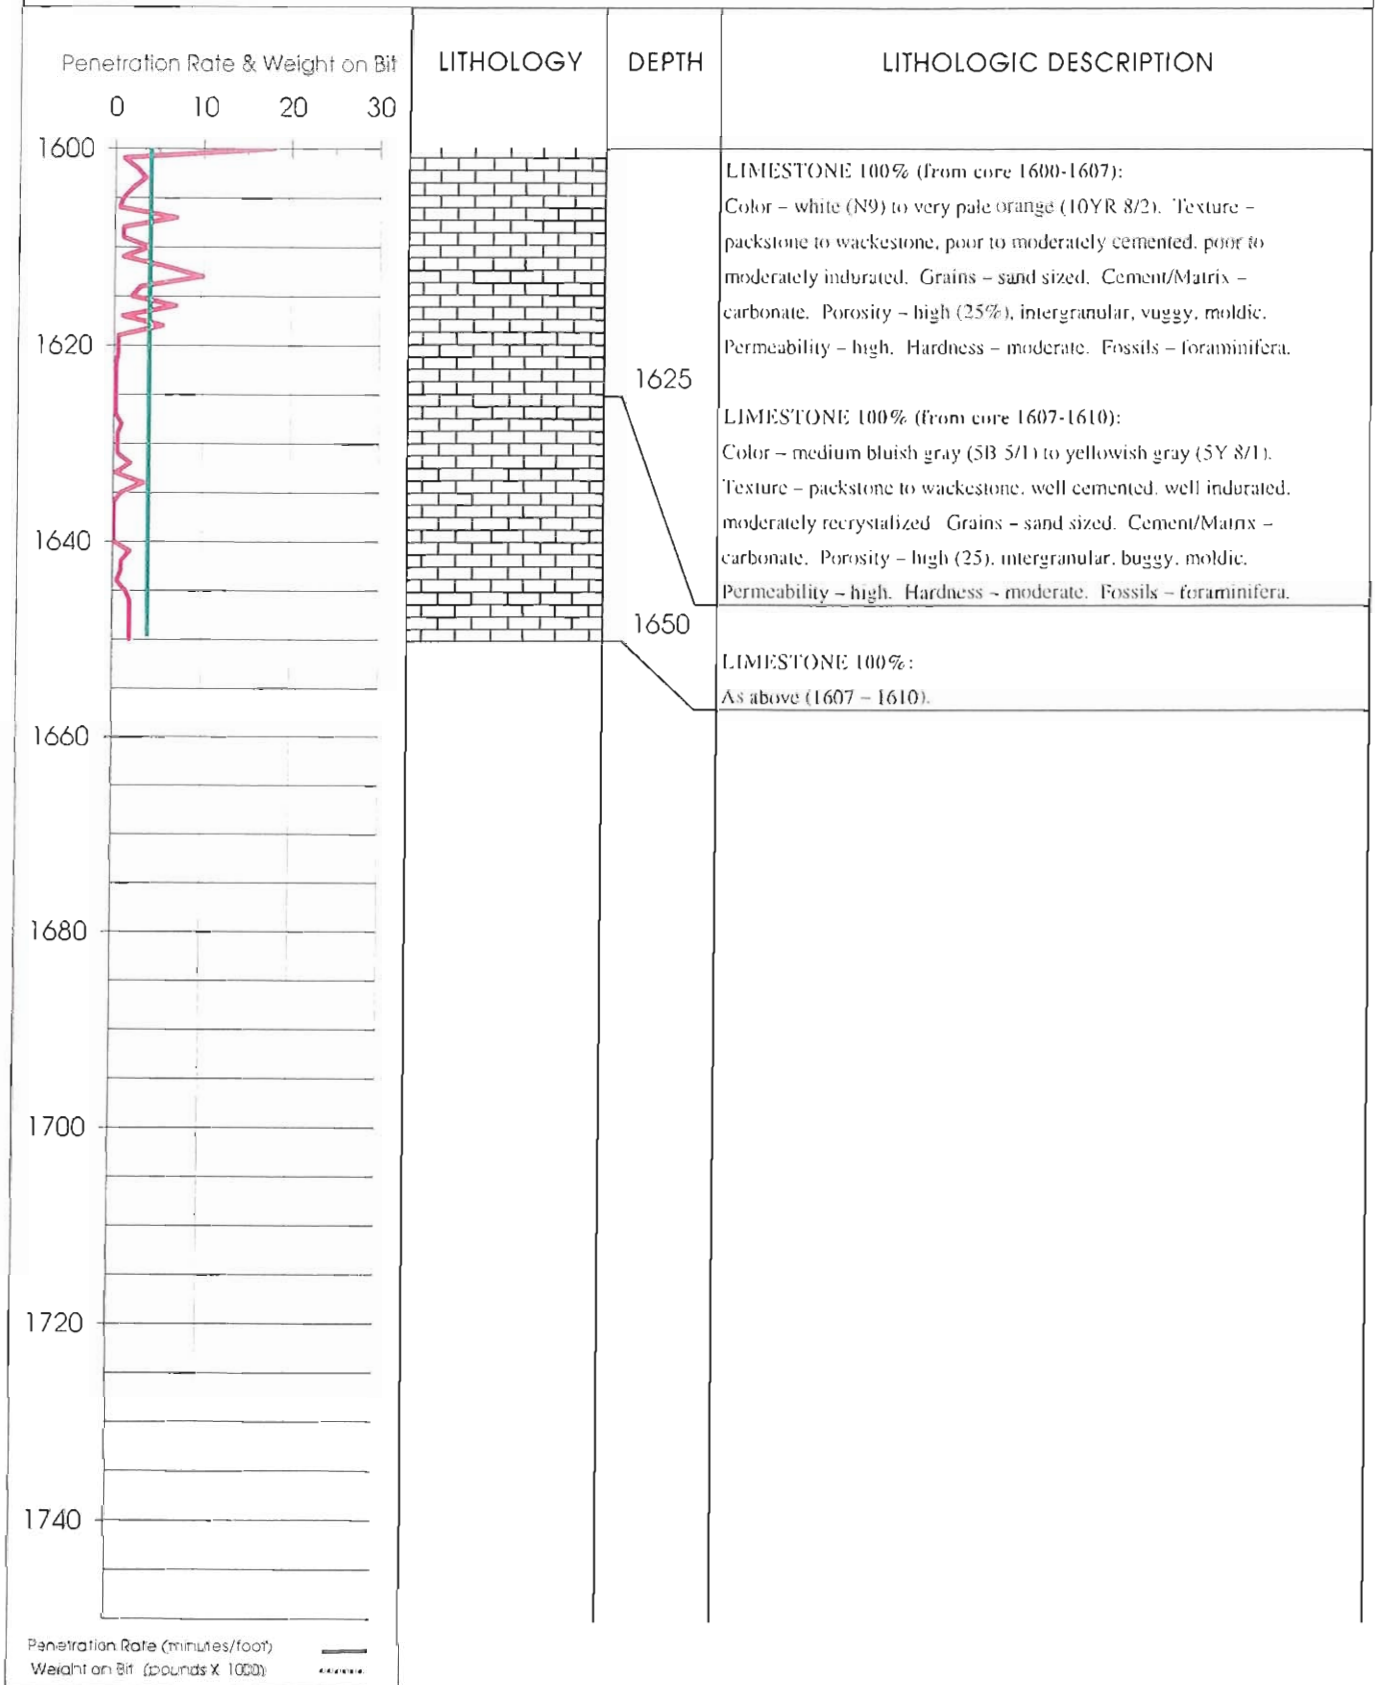 Penetration Rate & Weight on Bit
LITHOLOGY
DEPTH
LITHOLOGIC DESCRIPTION
0 10 20 30
1600
1620
1640
1660
1680
1700
1720
1740
1625
1650
LIMESTONE 100% (from core 1600-1607):
Color – white (N9) to very pale orange (10YR 8/2). Texture –
packstone to wackestone, poor to moderately cemented, poor to
moderately indurated. Grains – sand sized. Cement/Matrix –
carbonate. Porosity – high (25%), intergranular, vuggy, moldic.
Permeability – high. Hardness – moderate. Fossils – foraminifera.
LIMESTONE 100% (from core 1607-1610):
Color – medium bluish gray (5B 5/1) to yellowish gray (5Y 8/1).
Texture – packstone to wackestone, well cemented, well indurated,
moderately recrystalized Grains – sand sized. Cement/Matrix –
carbonate. Porosity – high (25), intergranular, buggy, moldic.
Permeability – high. Hardness – moderate. Fossils – foraminifera.
LIMESTONE 100%:
As above (1607 – 1610).
Penetration Rate (minutes/foot)
Weight on Bit (pounds X 1000)